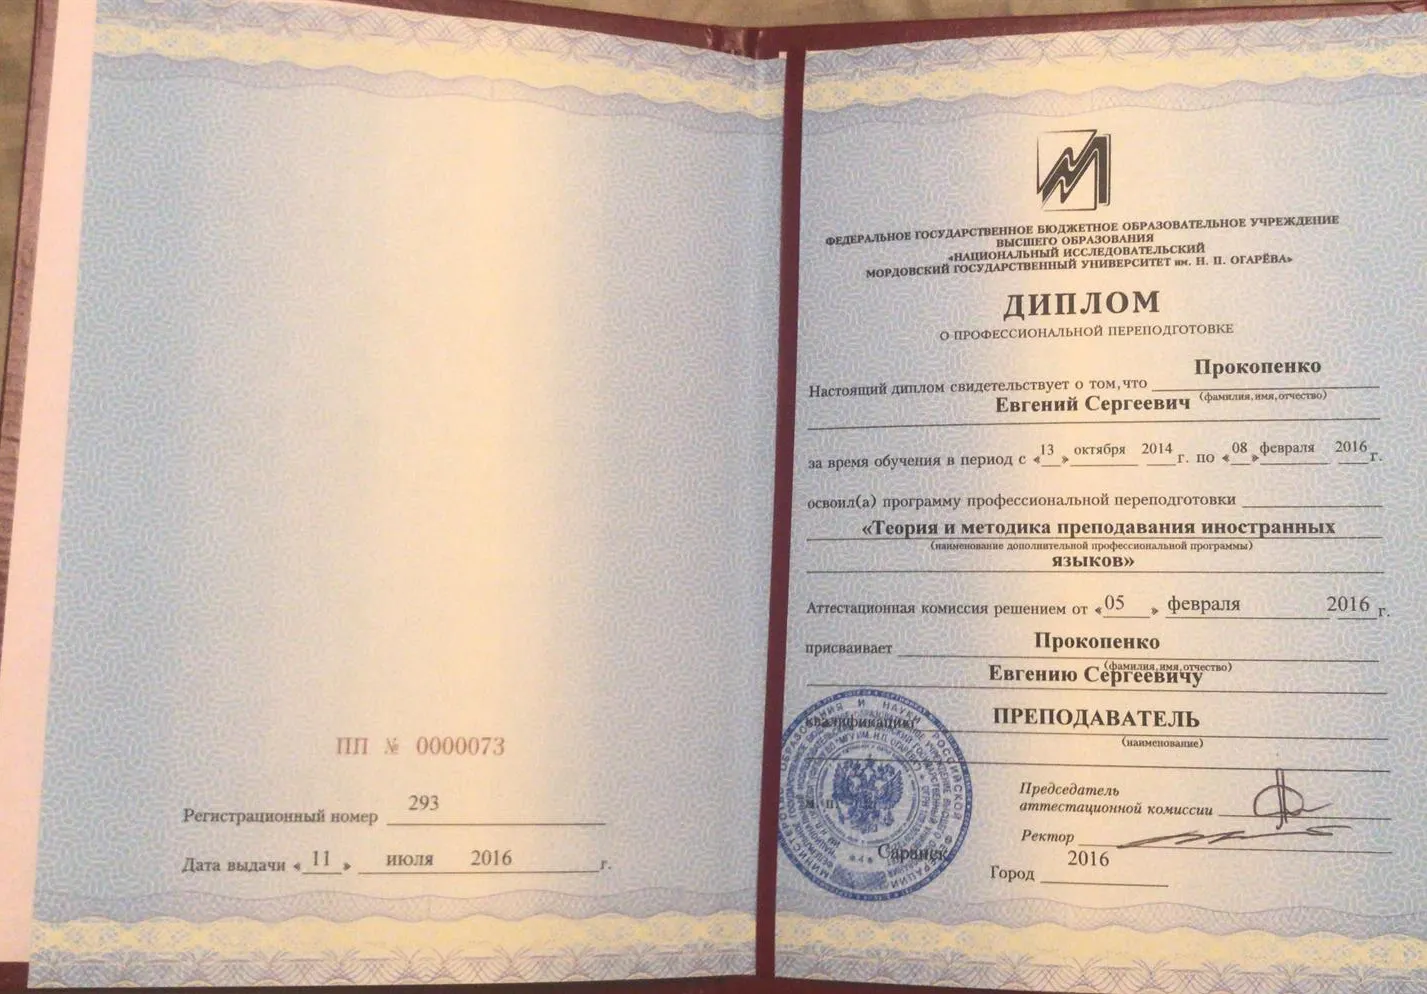 ПП № 0000073
Регистрационный номер 293
Дата выдачи « 11 » июля 2016 г.
ФЕДЕРАЛЬНОЕ ГОСУДАРСТВЕННОЕ БЮДЖЕТНОЕ ОБРАЗОВАТЕЛЬНОЕ УЧРЕЖДЕНИЕ
ВЫСШЕГО ОБРАЗОВАНИЯ
«НАЦИОНАЛЬНЫЙ ИССЛЕДОВАТЕЛЬСКИЙ
МОРДОВСКИЙ ГОСУДАРСТВЕННЫЙ УНИВЕРСИТЕТ им. Н. П. ОГАРЁВА»
ДИПЛОМ
О ПРОФЕССИОНАЛЬНОЙ ПЕРЕПОДГОТОВКЕ
Настоящий диплом свидетельствует о том, что Прокопенко
(фамилия, имя, отчество)
Евгений Сергеевич
за время обучения в период с « 13 » октября 2014 г. по « 08 » февраля 2016 г.
освоил(а) программу профессиональной переподготовки
«Теория и методика преподавания иностранных
(наименование дополнительной профессиональной программы)
языков»
Аттестационная комиссия решением от « 05 » февраля 2016 г.
присваивает Прокопенко
(фамилия, имя, отчество)
Евгению Сергеевичу
квалификацию ПРЕПОДАВАТЕЛЬ
(наименование)
Председатель
аттестационной комиссии
Ректор
М. П.
Саранск 2016
Город